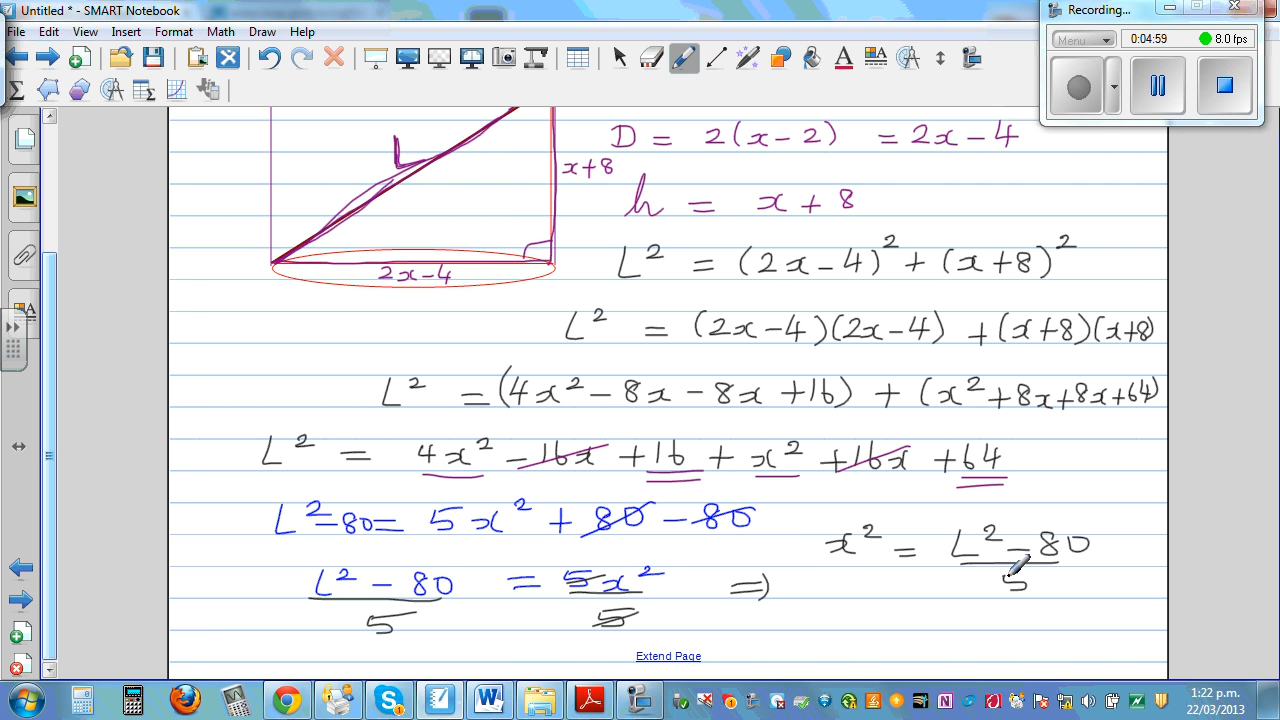 Untitled * - SMART Notebook
File Edit View Insert Format Math Draw Help
Recording...
Menu 0:04:59 8.0 fps
L
x+8
2x-4
D = 2(x-2) = 2x-4
h = x + 8
L² = (2x-4)² + (x+8)²
L² = (2x-4)(2x-4) + (x+8)(x+8)
L² = (4x² - 8x - 8x + 16) + (x² + 8x + 8x + 64)
L² = 4x² - 16x + 16 + x² + 16x + 64
L² - 80 = 5x² + 80 - 80
L² - 80 = 5x² ⇒ x² = L² - 80
5 5 5
Extend Page
1:22 p.m.
22/03/2013